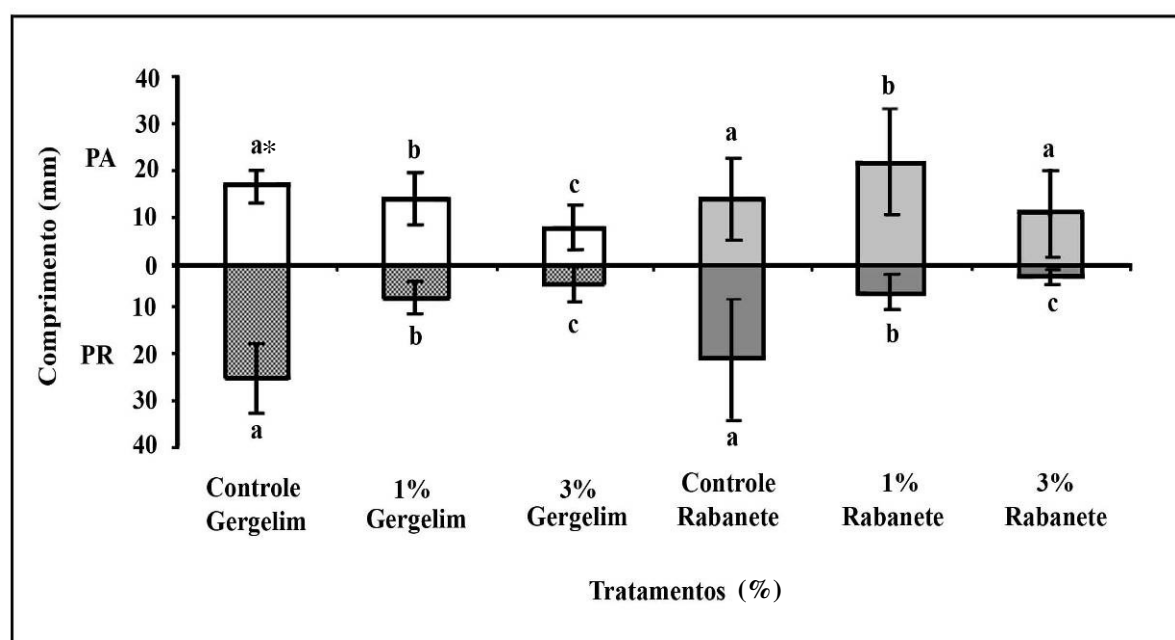 40
30
20
10
0
10
20
30
40
PA
PR
Comprimento (mm)
a*
b
c
a
b
a
a
b
c
a
b
c
Controle
Gergelim
1%
Gergelim
3%
Gergelim
Controle
Rabanete
1%
Rabanete
3%
Rabanete
Tratamentos (%)